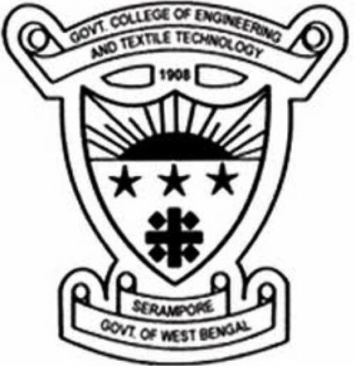 GOVT. COLLEGE OF ENGINEERING
AND TEXTILE TECHNOLOGY
1908
SERAMPORE
GOVT. OF WEST BENGAL